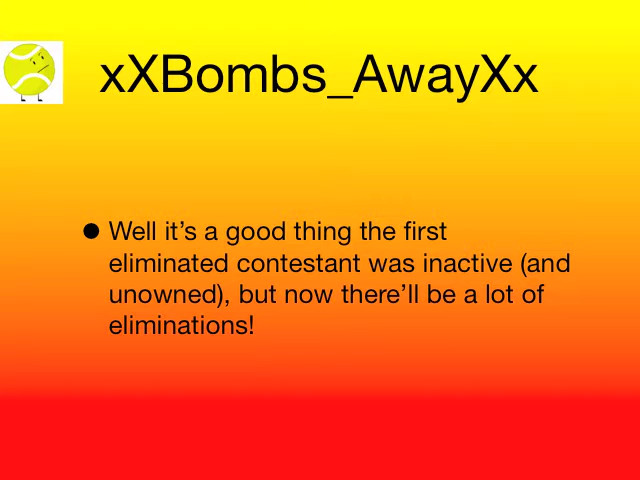 xXBombs_AwayXx
• Well it’s a good thing the first
eliminated contestant was inactive (and
unowned), but now there’ll be a lot of
eliminations!